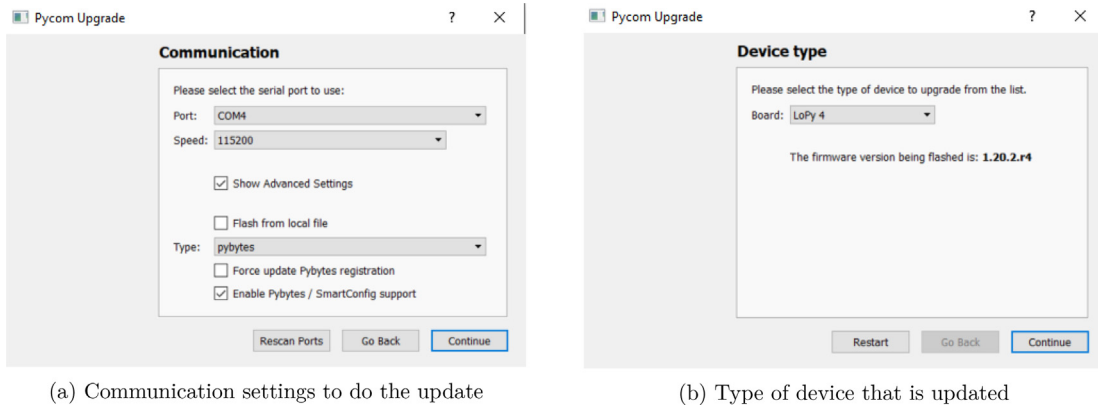 Pycom Upgrade
?
Communication
Please select the serial port to use:
Port: COM4
Speed: 115200
Show Advanced Settings
Flash from local file
Type: pybytes
Force update Pybytes registration
Enable Pybytes / SmartConfig support
Rescan Ports Go Back Continue
(a) Communication settings to do the update
Pycom Upgrade
?
Device type
Please select the type of device to upgrade from the list.
Board: LoPy 4
The firmware version being flashed is: 1.20.2.r4
Restart Go Back Continue
(b) Type of device that is updated